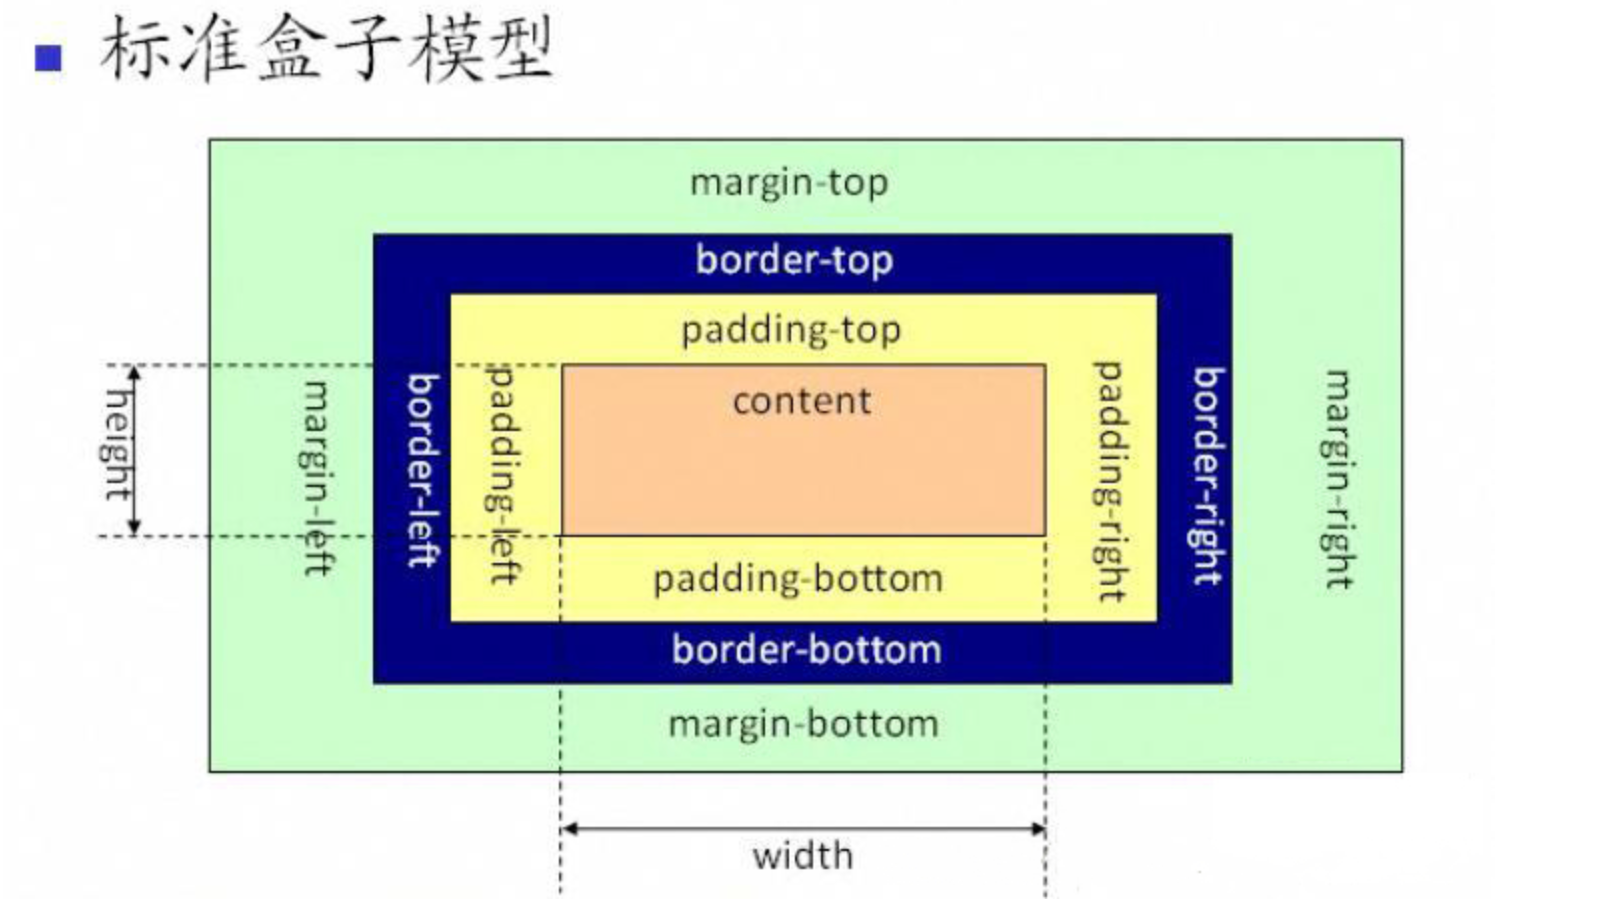 标准盒子模型
margin-top
border-top
padding-top
content
height
margin-left
border-left
padding-left
padding-right
border-right
margin-right
padding-bottom
border-bottom
margin-bottom
width